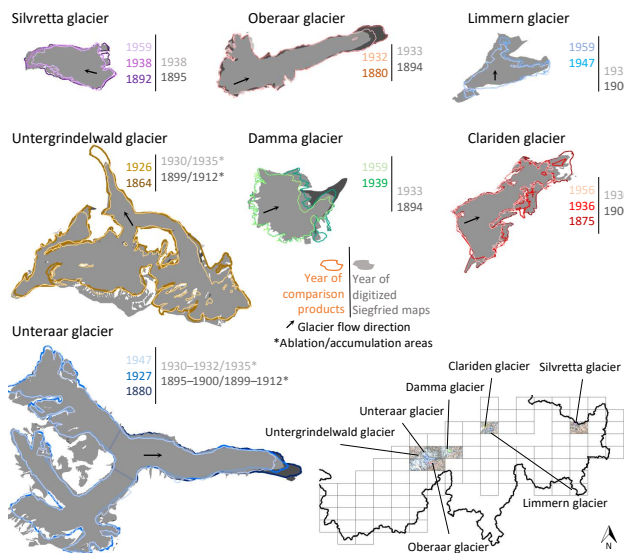 Silvretta glacier
1959
1938
1892
1938
1895
Oberaar glacier
1932
1880
1933
1894
Limmern glacier
1959
1947
193
190
Untergrindelwald glacier
1926
1864
1930/1935*
1899/1912*
Damma glacier
1959
1939
1933
1894
Clariden glacier
1956
1936
1875
193
190
Year of
comparison
products
Year of
digitized
Siegfried maps
Glacier flow direction
*Ablation/accumulation areas
Unteraar glacier
1947
1927
1880
1930–1932/1935*
1895–1900/1899–1912*
Silvretta glacier
Clariden glacier
Damma glacier
Unteraar glacier
Untergrindelwald glacier
Limmern glacier
Oberaar glacier
N